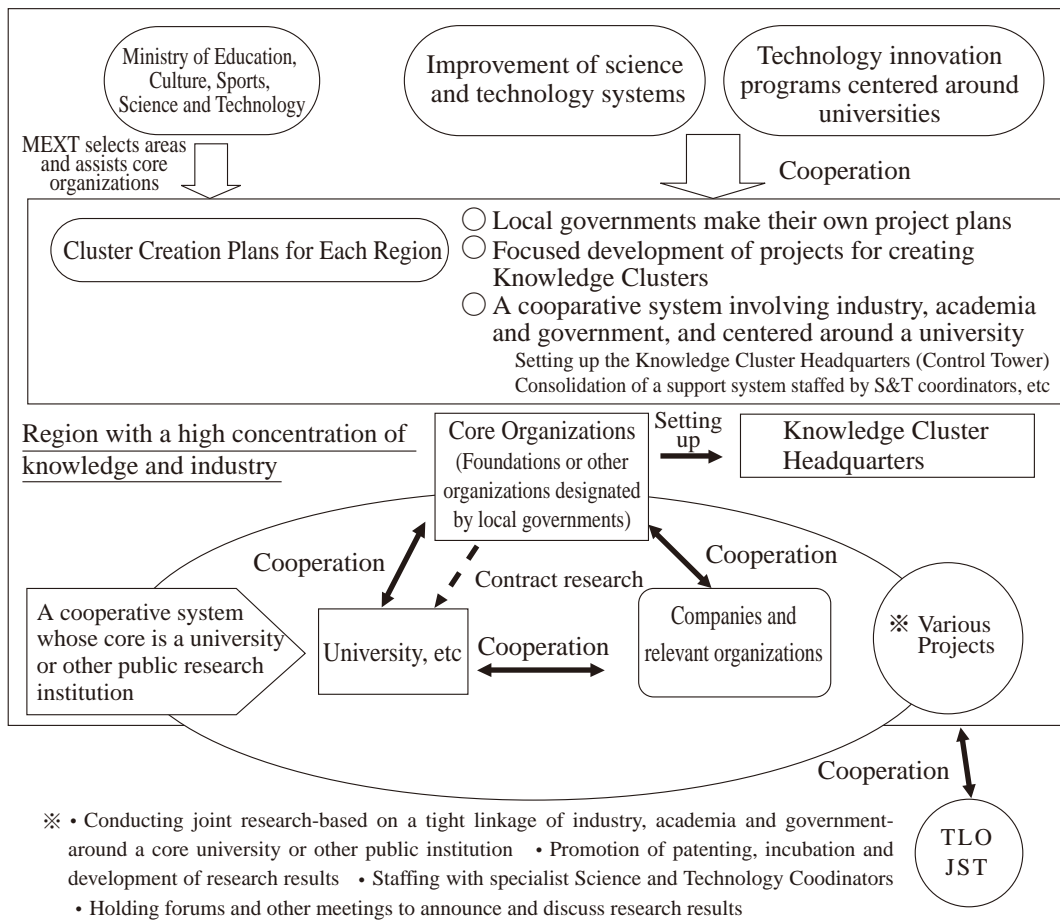 Ministry of Education,
Culture, Sports,
Science and Technology
Improvement of science
and technology systems
Technology innovation
programs centered around
universities
MEXT selects areas
and assists core
organizations
Cooperation
Cluster Creation Plans for Each Region
○ Local governments make their own project plans
○ Focused development of projects for creating
Knowledge Clusters
○ A cooparative system involving industry, academia
and government, and centered around a university
Setting up the Knowledge Cluster Headquarters (Control Tower)
Consolidation of a support system staffed by S&T coordinators, etc
Region with a high concentration of
knowledge and industry
Core Organizations
(Foundations or other
organizations designated
by local governments)
Setting
up
Knowledge Cluster
Headquarters
Cooperation
Contract research
Cooperation
A cooperative system
whose core is a university
or other public research
institution
University, etc
Cooperation
Companies and
relevant organizations
※ Various
Projects
Cooperation
TLO
JST
※ • Conducting joint research-based on a tight linkage of industry, academia and government-
around a core university or other public institution • Promotion of patenting, incubation and
development of research results • Staffing with specialist Science and Technology Coodinators
• Holding forums and other meetings to announce and discuss research results